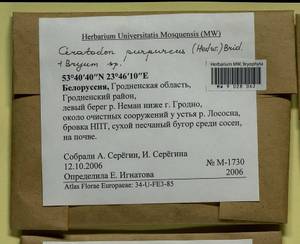 Herbarium Universitatis Mosquensis (MW)
Ceratodon purpureus (Hedw.) Brid.
+ Bryum sp.
Herbarium MW, Bryophyta
53°40'40"N 23°46'10"E
Белоруссия, Гродненская область,
Гродненский район,
левый берег р. Неман ниже г. Гродно,
около очистных сооружений у устья р. Лососна,
бровка НПТ, сухой песчаный бугор среди сосен,
на почве.
Собрали А. Серёгин, И. Серёгина
№ M-1730
12.10.2006
2006
Определила Е. Игнатова
Atlas Florae Europaeae: 34-U-FE3-85